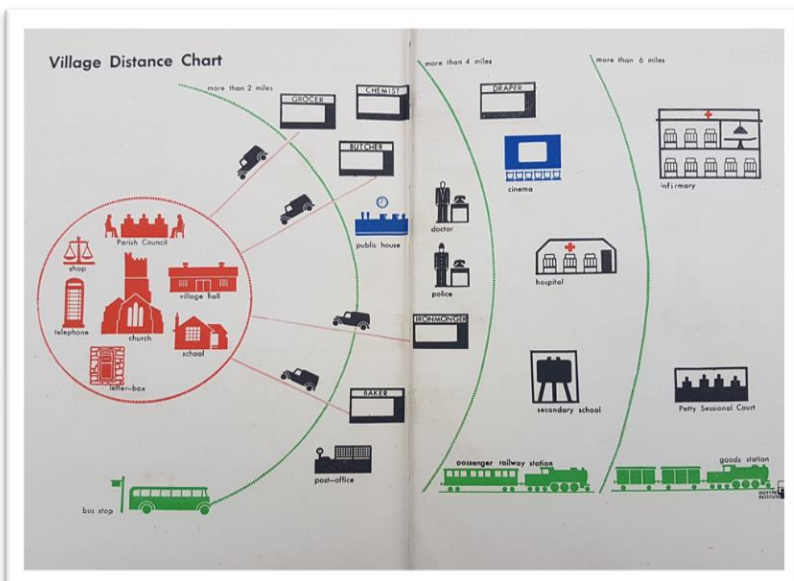 Village Distance Chart
more than 2 miles
more than 4 miles
more than 6 miles
GROCER
CHEMIST
BUTCHER
DRAPER
cinema
infirmary
Parish Council
shop
village hall
telephone
church
school
letter-box
public house
doctor
police
hospital
IRONMONGER
BAKER
secondary school
Petty Sessional Court
post-office
passenger railway station
goods station
bus stop
ISOTYPE
INSTITUTE